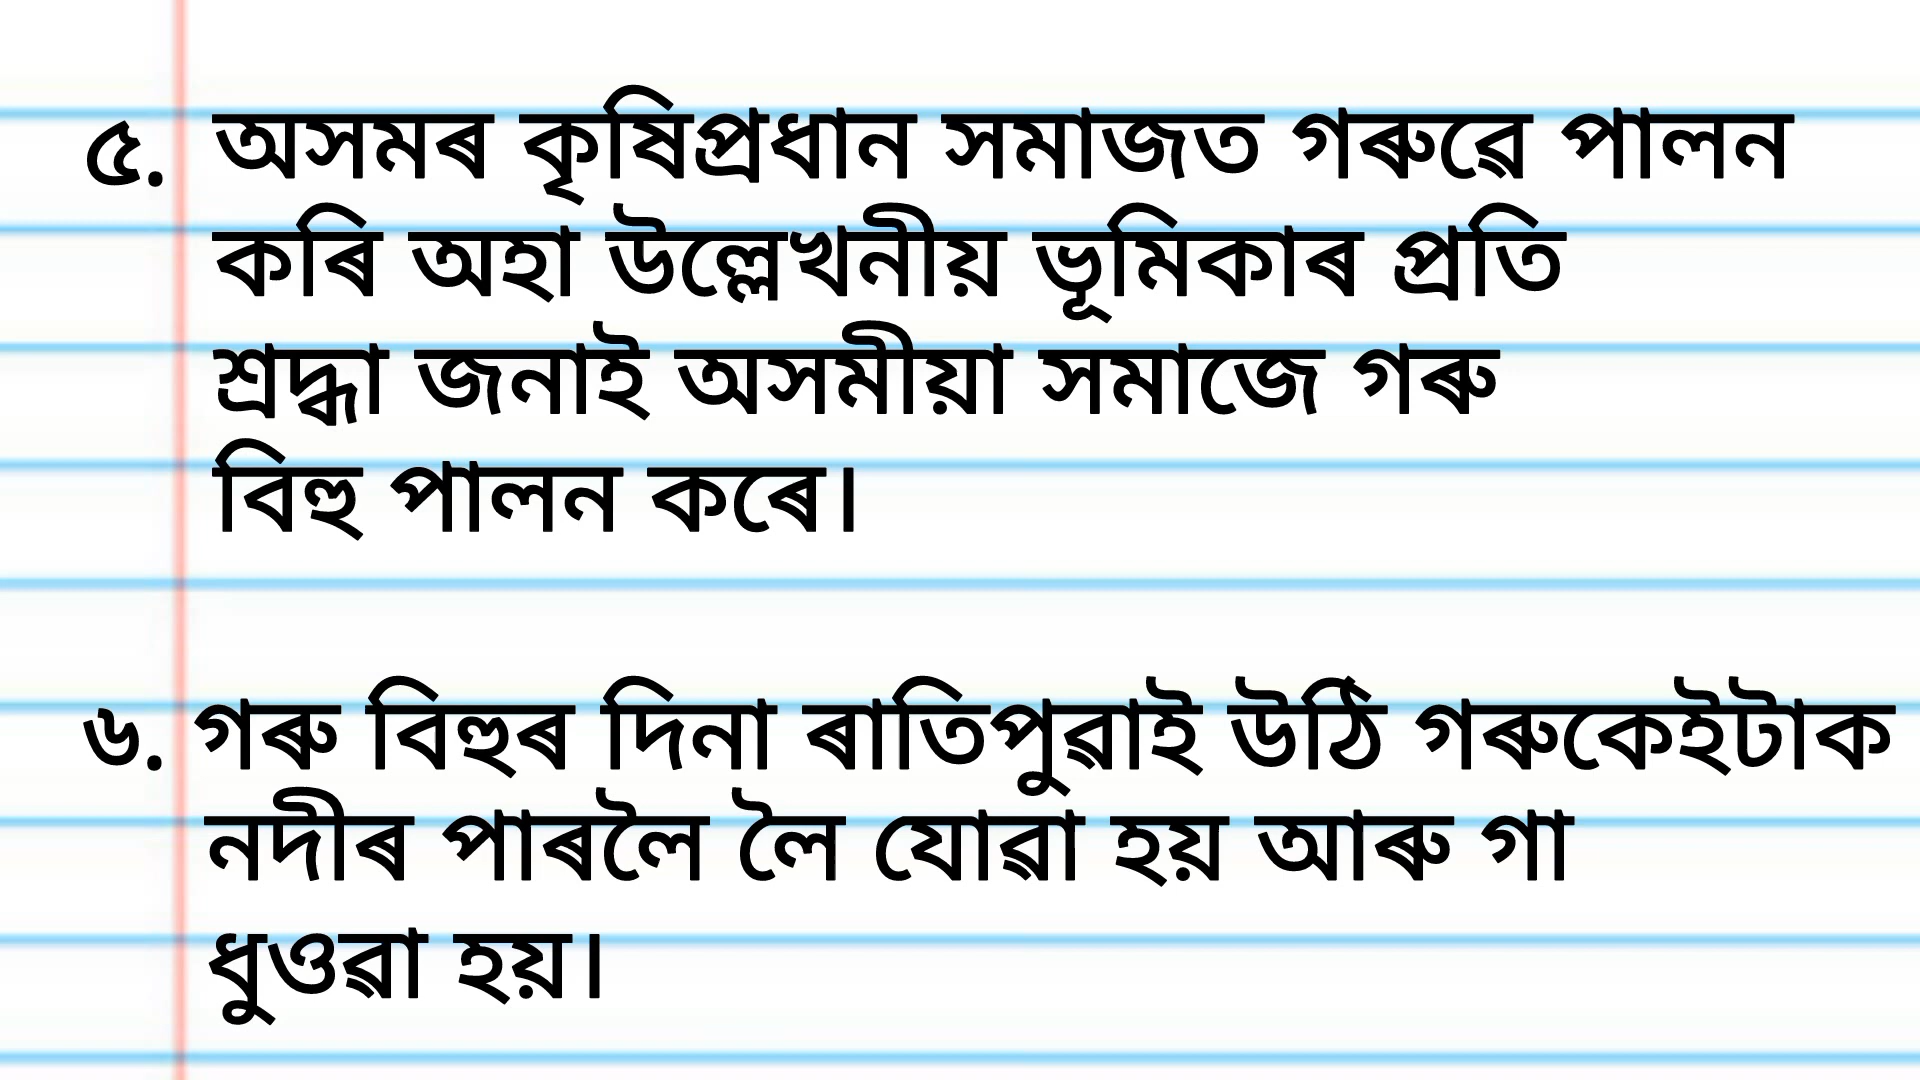 ৫. অসমৰ কৃষিপ্ৰধান সমাজত গৰুৱে পালন
কৰি অহা উল্লেখনীয় ভূমিকাৰ প্ৰতি
শ্ৰদ্ধা জনাই অসমীয়া সমাজে গৰু
বিহু পালন কৰে।
৬. গৰু বিহুৰ দিনা ৰাতিপুৱাই উঠি গৰুকেইটাক
নদীৰ পাৰলৈ লৈ যোৱা হয় আৰু গা
ধুওৱা হয়।